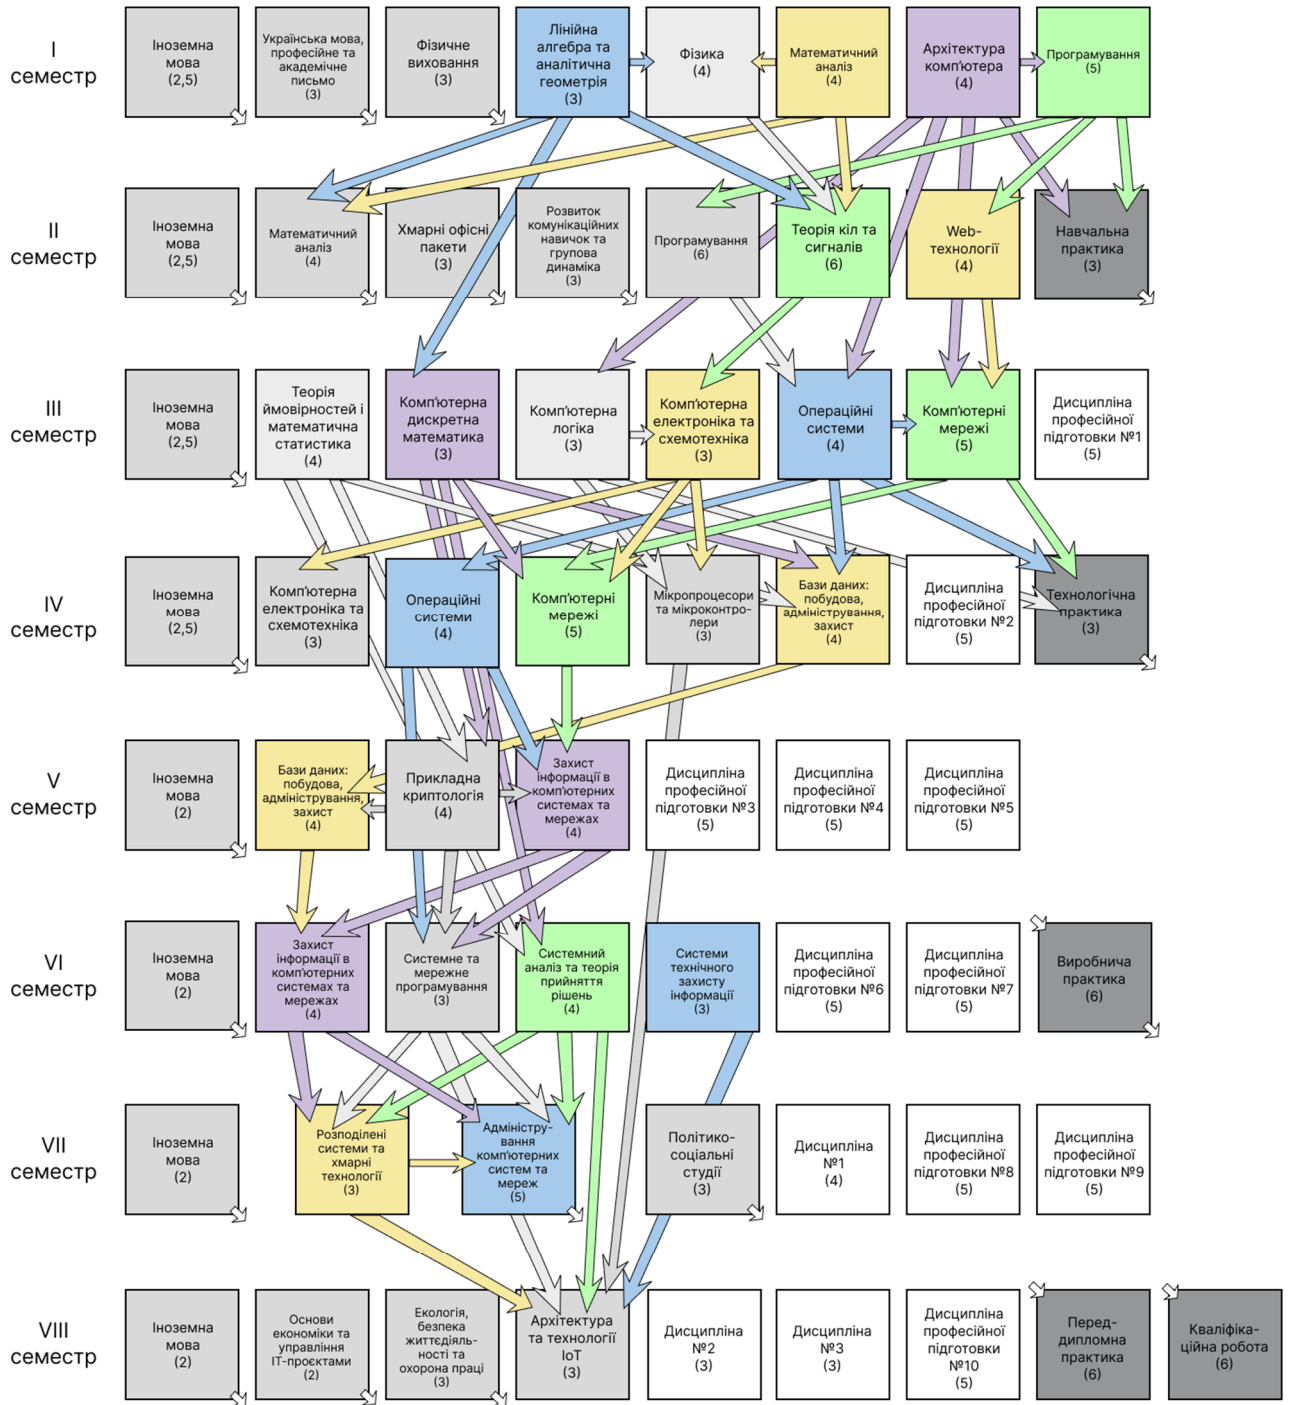 I
семестр
Іноземна
мова
(2,5)
Українська мова,
професійне та
академічне
письмо
(3)
Фізичне
виховання
(3)
Лінійна
алгебра та
аналітична
геометрія
(3)
Фізика
(4)
Математичний
аналіз
(4)
Архітектура
комп'ютера
(4)
Програмування
(5)
II
семестр
Іноземна
мова
(2,5)
Математичний
аналіз
(4)
Хмарні офісні
пакети
(3)
Розвиток
комунікаційних
навичок та
групова
динаміка
(3)
Програмування
(6)
Теорія кіл та
сигналів
(6)
Web-
технології
(4)
Навчальна
практика
(3)
III
семестр
Іноземна
мова
(2,5)
Теорія
ймовірностей і
математична
статистика
(4)
Комп'ютерна
дискретна
математика
(3)
Комп'ютерна
логіка
(3)
Комп'ютерна
електроніка та
схемотехніка
(3)
Операційні
системи
(4)
Комп'ютерні
мережі
(5)
Дисципліна
професійної
підготовки №1
(5)
IV
семестр
Іноземна
мова
(2,5)
Комп'ютерна
електроніка та
схемотехніка
(3)
Операційні
системи
(4)
Комп'ютерні
мережі
(5)
Мікропроцесори
та мікроконтро-
лери
(3)
Бази даних:
побудова,
адміністрування,
захист
(4)
Дисципліна
професійної
підготовки №2
(5)
Технологічна
практика
(3)
V
семестр
Іноземна
мова
(2)
Бази даних:
побудова,
адміністрування,
захист
(4)
Прикладна
криптологія
(4)
Захист
інформації в
комп'ютерних
системах та
мережах
(4)
Дисципліна
професійної
підготовки №3
(5)
Дисципліна
професійної
підготовки №4
(5)
Дисципліна
професійної
підготовки №5
(5)
VI
семестр
Іноземна
мова
(2)
Захист
інформації в
комп'ютерних
системах та
мережах
(4)
Системне та
мережне
програмування
(3)
Системний
аналіз та теорія
прийняття
рішень
(4)
Системи
технічного
захисту
інформації
(3)
Дисципліна
професійної
підготовки №6
(5)
Дисципліна
професійної
підготовки №7
(5)
Виробнича
практика
(6)
VII
семестр
Іноземна
мова
(2)
Розподілені
системи та
хмарні
технології
(3)
Адміністру-
вання
комп'ютерних
систем та
мереж
(5)
Політико-
соціальні
студії
(3)
Дисципліна
№1
(4)
Дисципліна
професійної
підготовки №8
(5)
Дисципліна
професійної
підготовки №9
(5)
VIII
семестр
Іноземна
мова
(2)
Основи
економіки та
управління
ІТ-проєктами
(2)
Екологія,
безпека
життєдіяль-
ності та
охорона праці
(3)
Архітектура
та технології
IoT
(3)
Дисципліна
№2
(3)
Дисципліна
№3
(3)
Дисципліна
професійної
підготовки
№10
(5)
Перед-
дипломна
практика
(6)
Кваліфіка-
ційна робота
(6)